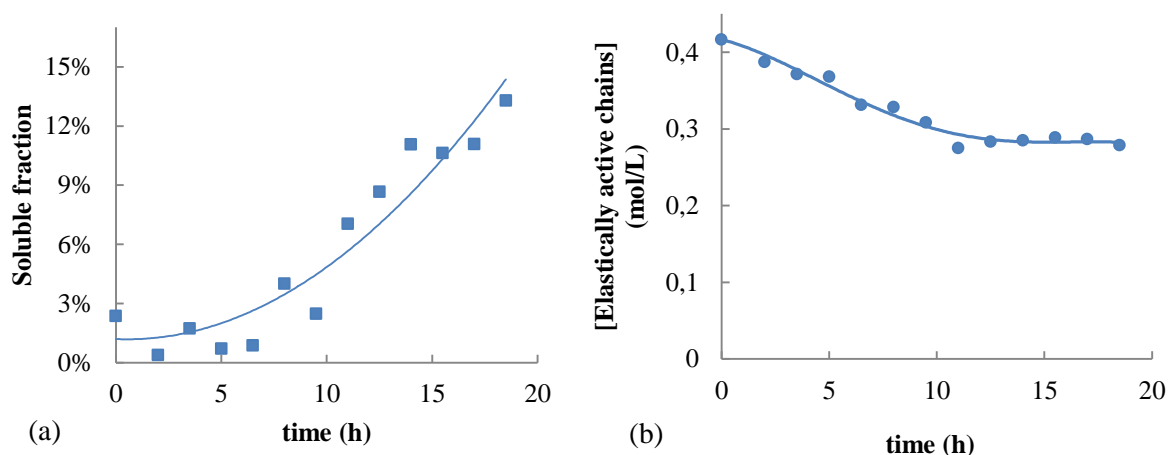 Soluble fraction
15%
12%
9%
6%
3%
0%
0 5 10 15 20
time (h)
(a)
[Elastically active chains]
(mol/L)
0,4
0,3
0,2
0,1
0
0 5 10 15 20
time (h)
(b)